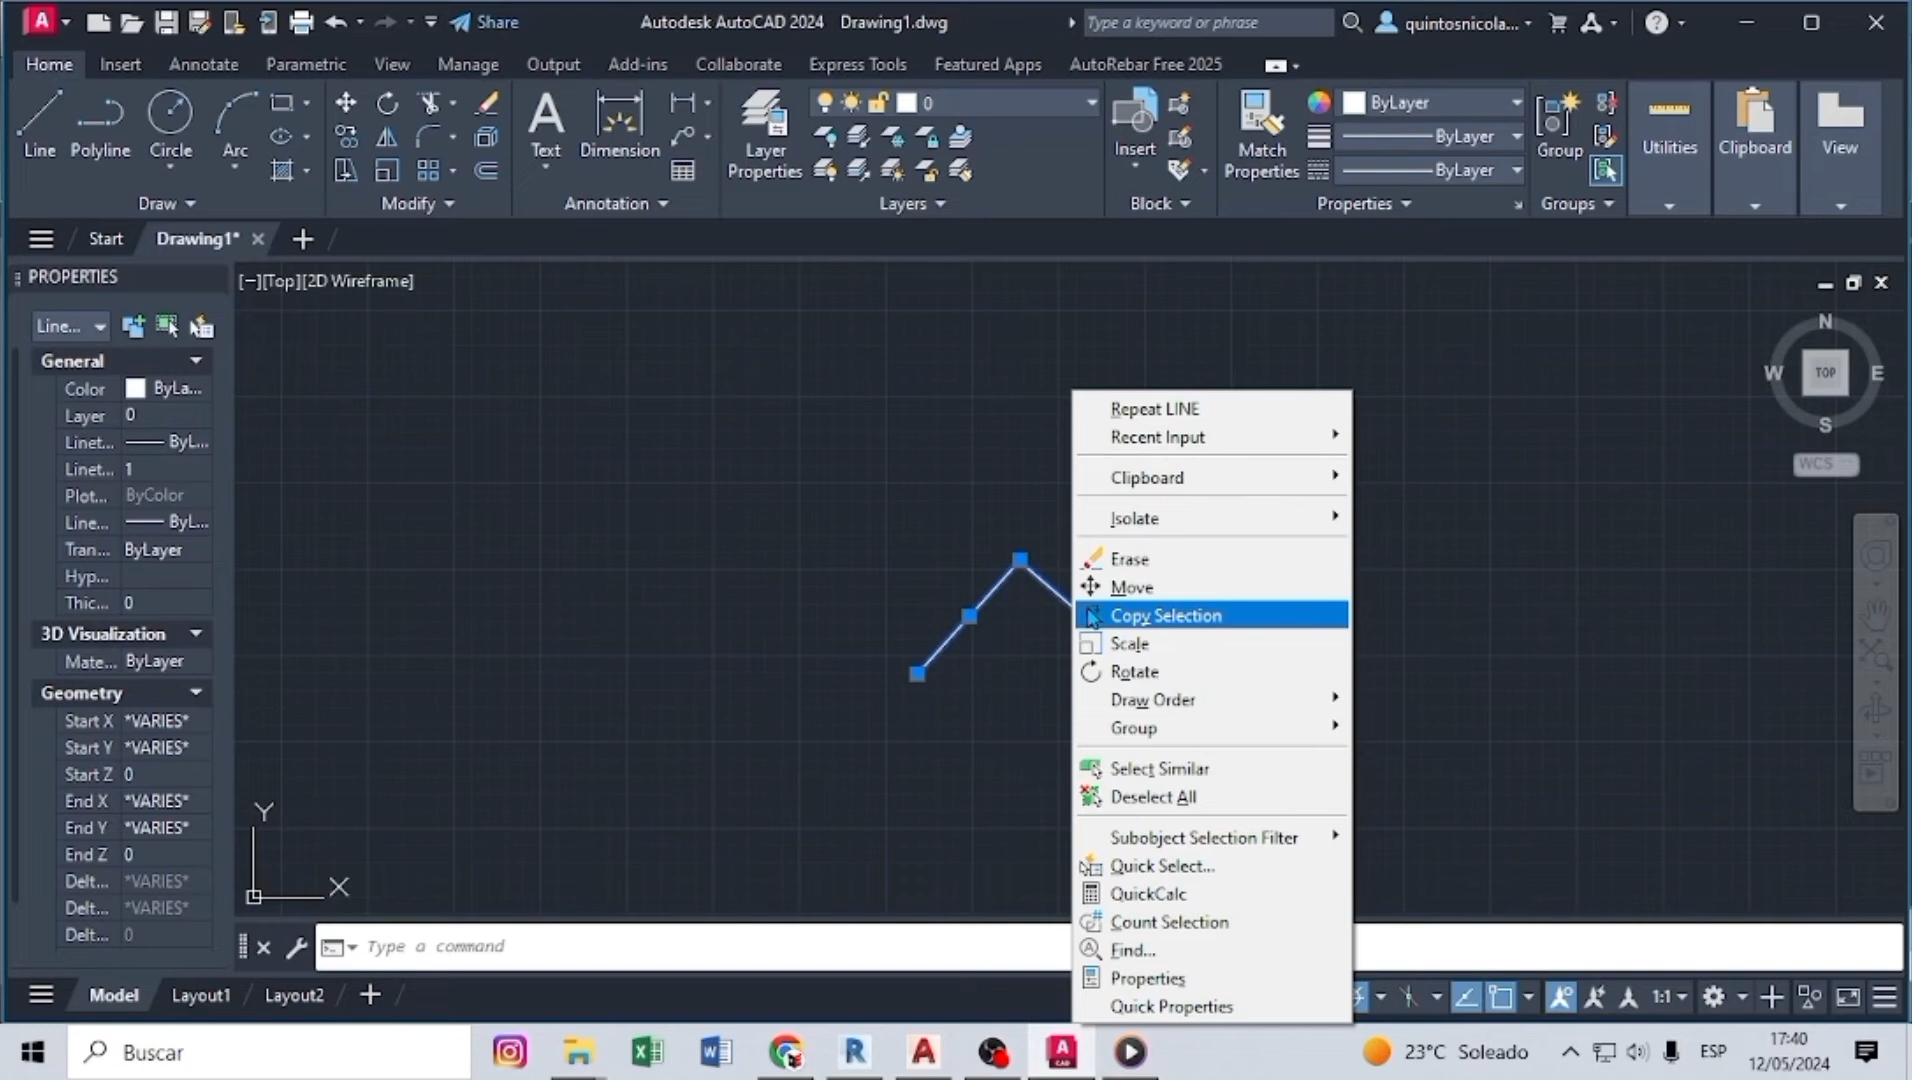 Share
Autodesk AutoCAD 2024 Drawing1.dwg
Type a keyword or phrase
quintosnicola...
Home Insert Annotate Parametric View Manage Output Add-ins Collaborate Express Tools Featured Apps AutoRebar Free 2025
Line Polyline Circle Arc
Text Dimension
Layer Properties
0
Insert
Match Properties
ByLayer
ByLayer
ByLayer
Group
Utilities Clipboard View
Draw Modify Annotation Layers Block Properties Groups
Start Drawing1*
PROPERTIES
[−][Top][2D Wireframe]
Line...
General
Color ByLa...
Layer 0
Linet... ByL...
Linet... 1
Plot... ByColor
Line... ByL...
Tran... ByLayer
Hyp...
Thic... 0
3D Visualization
Mate... ByLayer
Geometry
Start X *VARIES*
Start Y *VARIES*
Start Z 0
End X *VARIES*
End Y *VARIES*
End Z 0
Delt... *VARIES*
Delt... *VARIES*
Delt... 0
Y
X
N
W TOP E
S
WCS
Repeat LINE
Recent Input
Clipboard
Isolate
Erase
Move
Copy Selection
Scale
Rotate
Draw Order
Group
Select Similar
Deselect All
Subobject Selection Filter
Quick Select...
QuickCalc
Count Selection
Find...
Properties
Quick Properties
Type a command
Model Layout1 Layout2
1:1
Buscar
23°C Soleado
ESP
17:40
12/05/2024